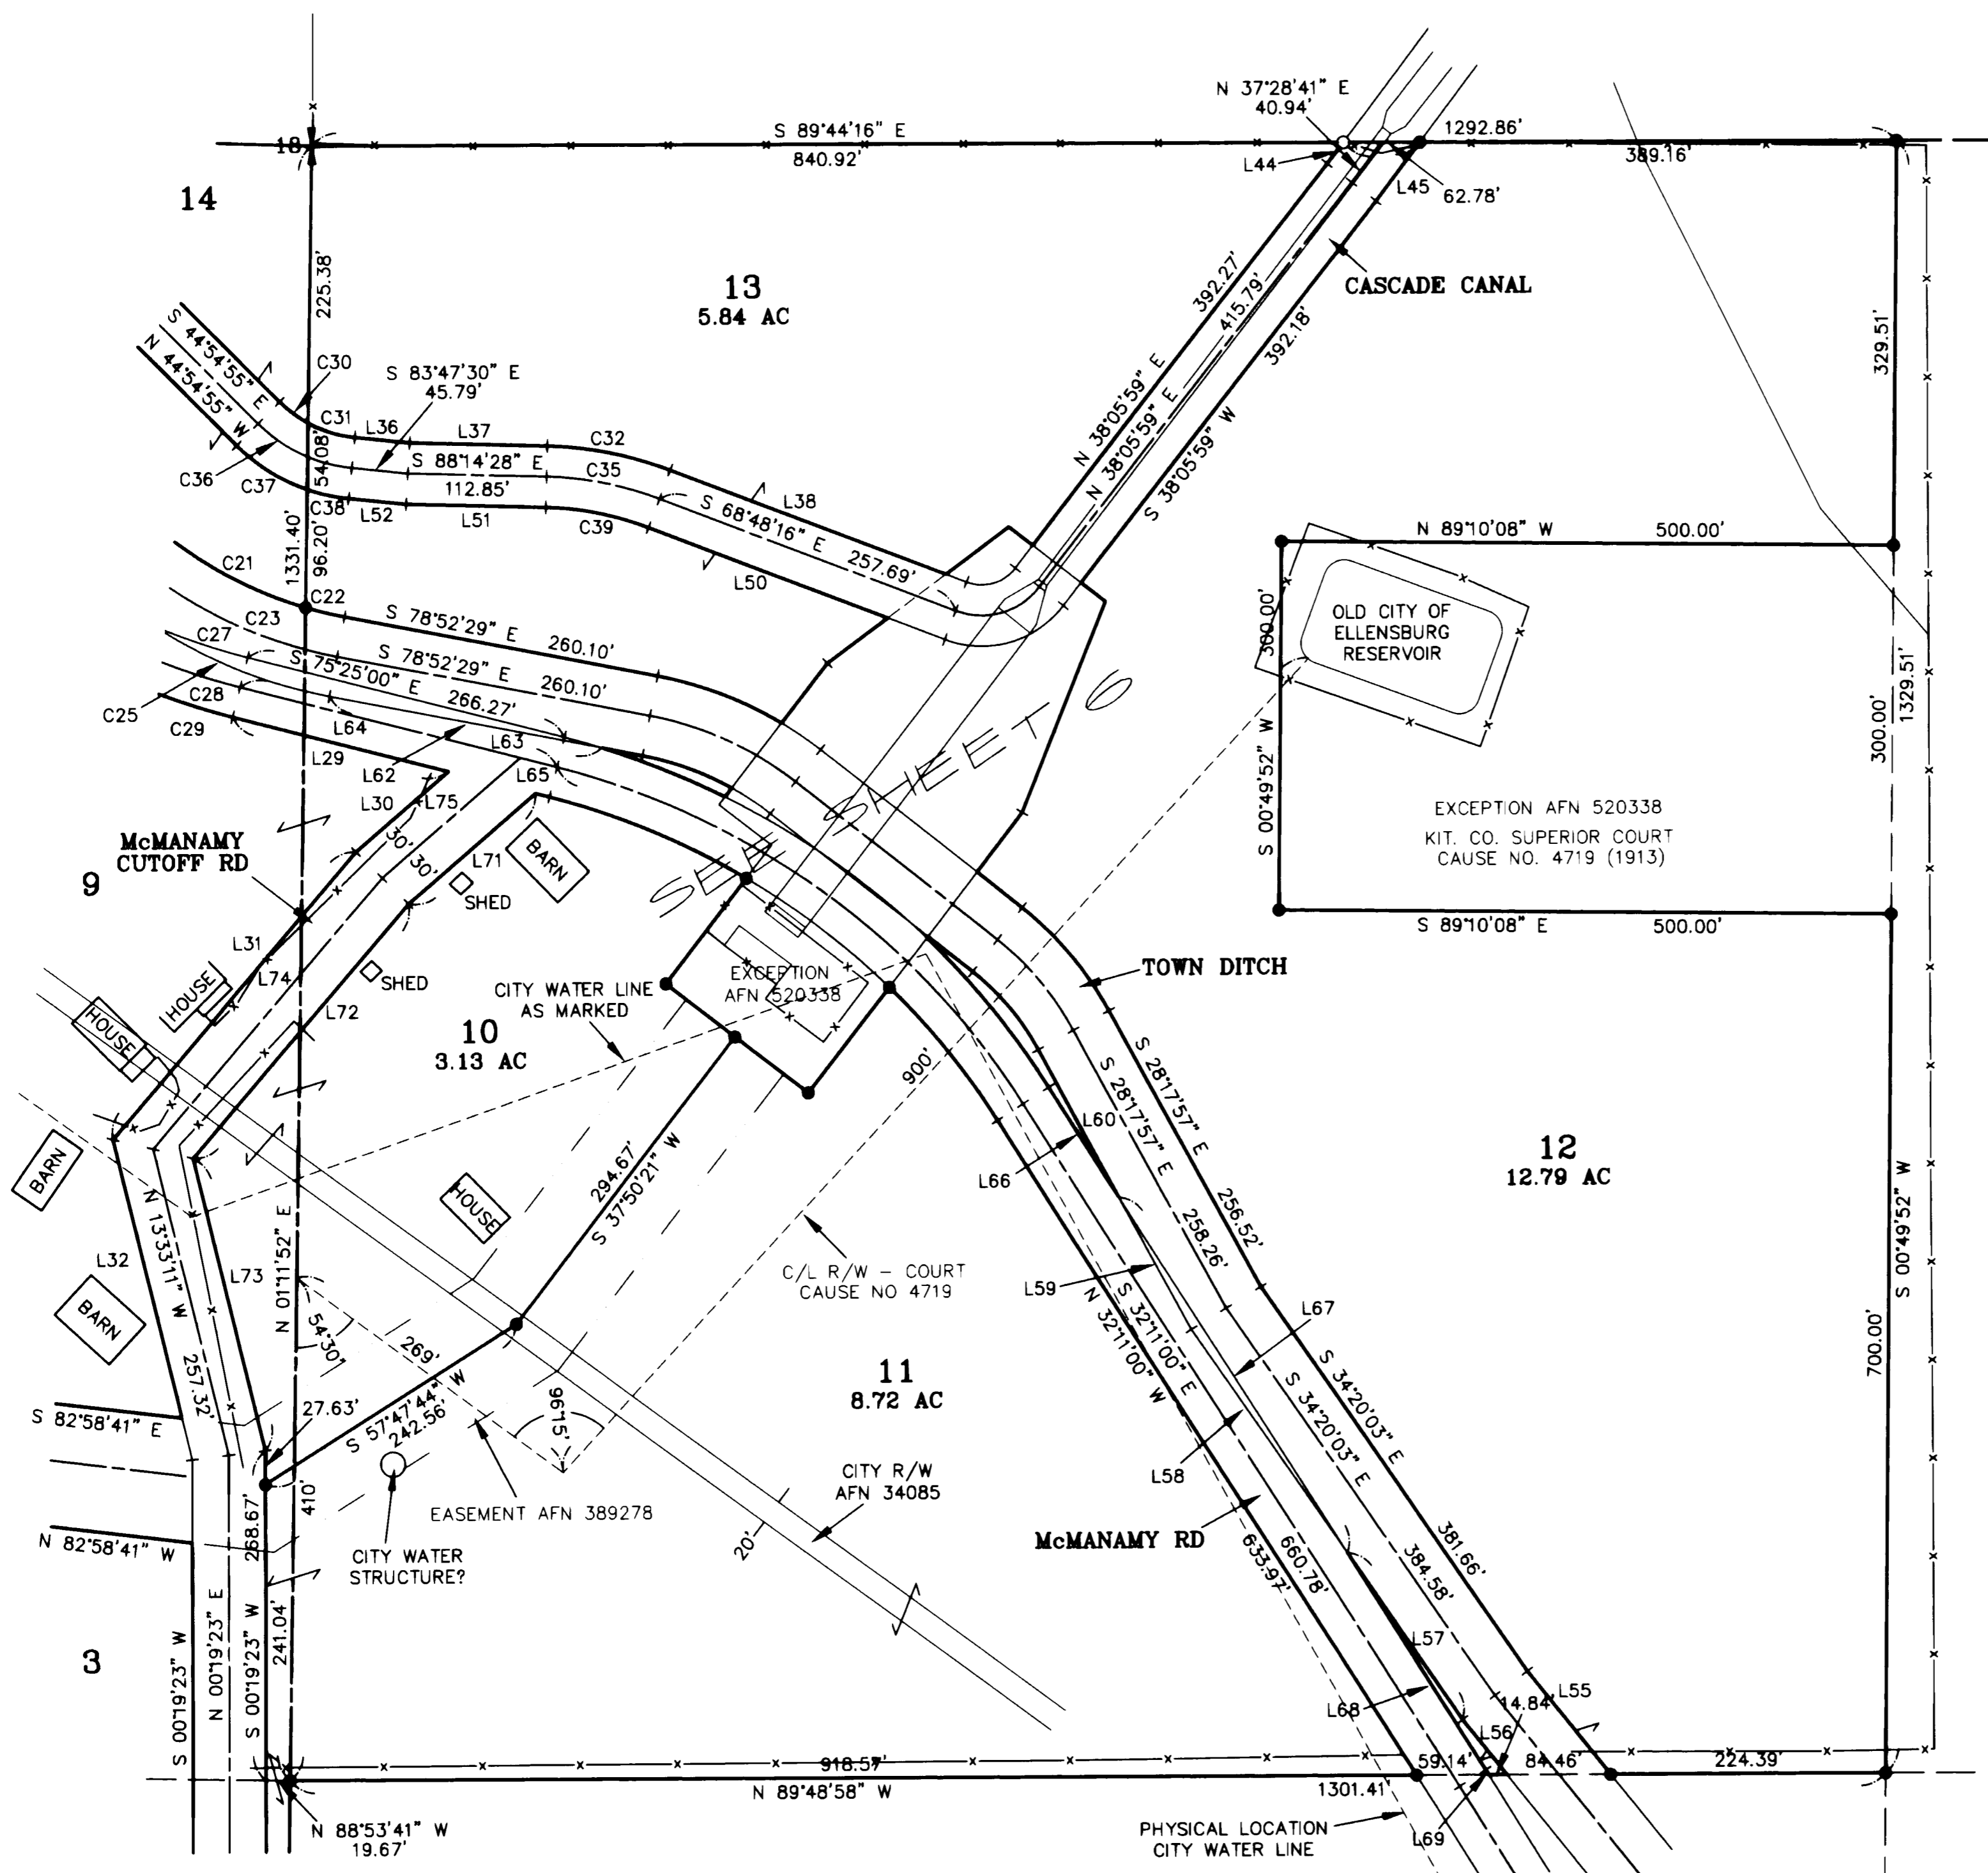 N 37°28'41" E
40.94'
S 89°44'16" E
1292.86'
840.92'
389.16'
18
L44
L45
62.78'
14
225.38'
13
5.84 AC
392.27'
415.79'
392.18'
CASCADE CANAL
329.51'
S 44°54'55" E
N 44°54'55" W
C30
S 83°47'30" E
45.79'
C31
L36
L37
C32
54.08'
S 88°14'28" E
C35
112.85'
C36
C37
C38
L52
L51
C39
L38
S 68°48'16" E 257.69'
L50
N 38°05'59" E
N 38°05'59" E
S 38°05'59" W
1331.40'
96.20'
C21
C22
C23
C27
C25
C28
C29
S 78°52'29" E 260.10'
S 78°52'29" E 260.10'
S 75°25'00" E 266.27'
L64
L63
L29
L62
L65
L30
L75
N 89°10'08" W 500.00'
300.00'
OLD CITY OF
ELLENSBURG
RESERVOIR
S 00°49'52" W
300.00'
1329.51'
EXCEPTION AFN 520338
KIT. CO. SUPERIOR COURT
CAUSE NO. 4719 (1913)
S 89°10'08" E 500.00'
SEE SHEET 6
McMANAMY
CUTOFF RD
9
30' 30'
L71
BARN
SHED
L31
L74
HOUSE
HOUSE
SHED
L72
CITY WATER LINE
AS MARKED
EXCEPTION
AFN 520338
TOWN DITCH
10
3.13 AC
900'
S 28°17'57" E
256.52'
S 28°17'57" E
258.26'
L60
L66
12
12.79 AC
BARN
HOUSE
294.67'
S 37°50'21" W
N 01°11'52" E
N 13°33'11" W
257.32'
L32
L73
BARN
C/L R/W – COURT
CAUSE NO 4719
L59
L67
S 32°11'00" E
N 32°11'00" W
S 00°49'52" W
700.00'
54°30"
269'
96°15'
11
8.72 AC
S 34°20'03" E
S 34°20'03" E
381.66'
384.58'
S 82°58'41" E
27.63'
S 57°47'44" W
242.56'
L58
CITY R/W
AFN 34085
410'
268.67'
EASEMENT AFN 389278
N 82°58'41" W
CITY WATER
STRUCTURE?
20'
McMANAMY RD
633.97'
660.78'
3
S 00°19'23" W
N 00°19'23" E
S 00°19'23" W
241.04'
L57
L68
L55
14.84'
L56
918.57'
59.14'
84.46'
224.39'
N 89°48'58" W
1301.41'
N 88°53'41" W
19.67'
PHYSICAL LOCATION
CITY WATER LINE
L69